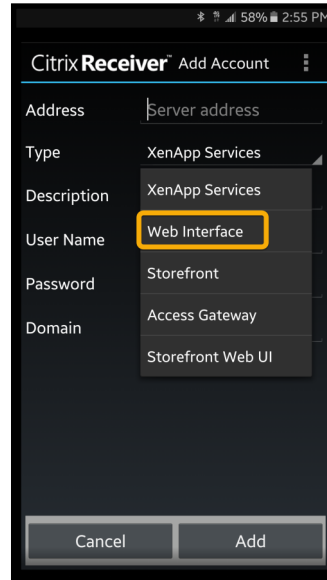 58% 2:55 PM
Citrix Receiver™ Add Account
Address Server address
Type XenApp Services
Description XenApp Services
User Name Web Interface
Password Storefront
Domain Access Gateway
Storefront Web UI
Cancel Add